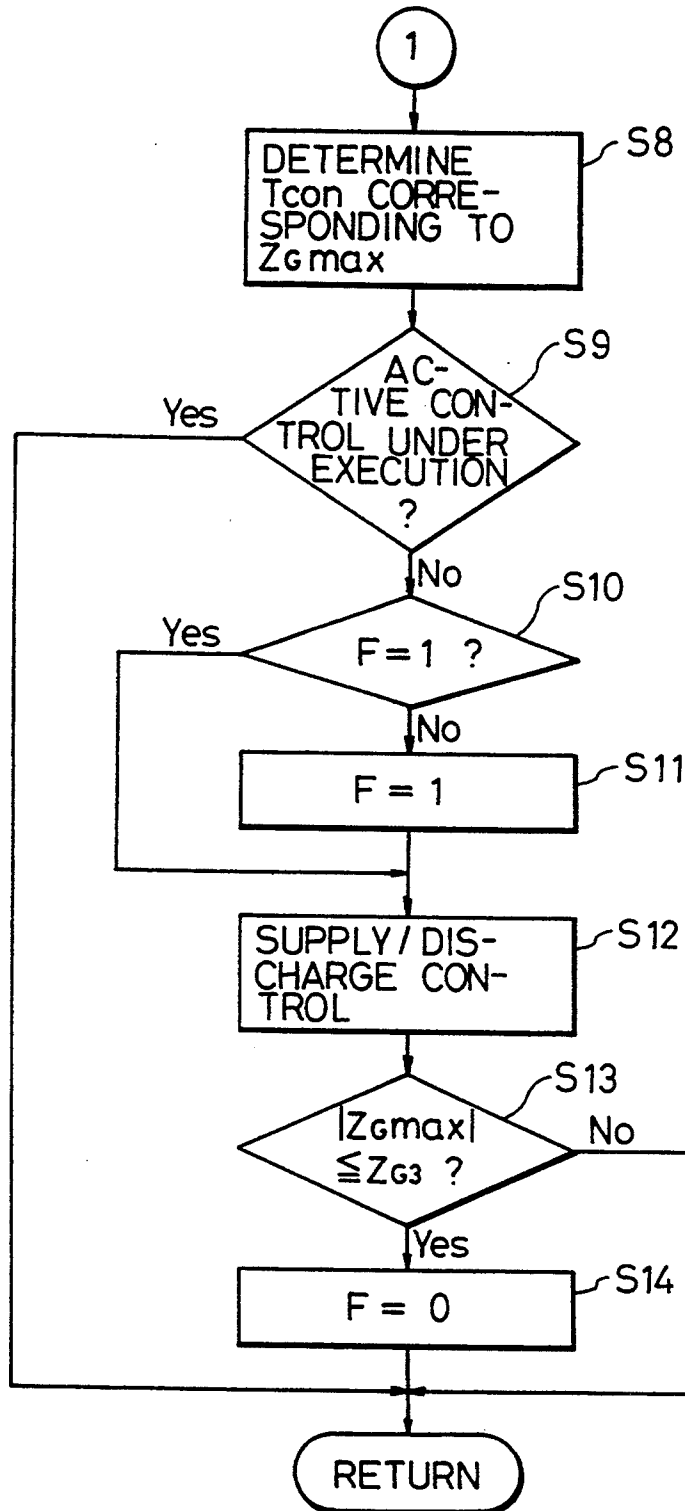 1
S8
DETERMINE
Tcon CORRE-
SPONDING TO
ZGmax
S9
AC-
TIVE CON-
TROL UNDER
EXECUTION
?
Yes
No
S10
F = 1 ?
Yes
No
S11
F = 1
S12
SUPPLY/DIS-
CHARGE CON-
TROL
S13
|ZGmax|
≦ZG3 ?
No
Yes
S14
F = 0
RETURN